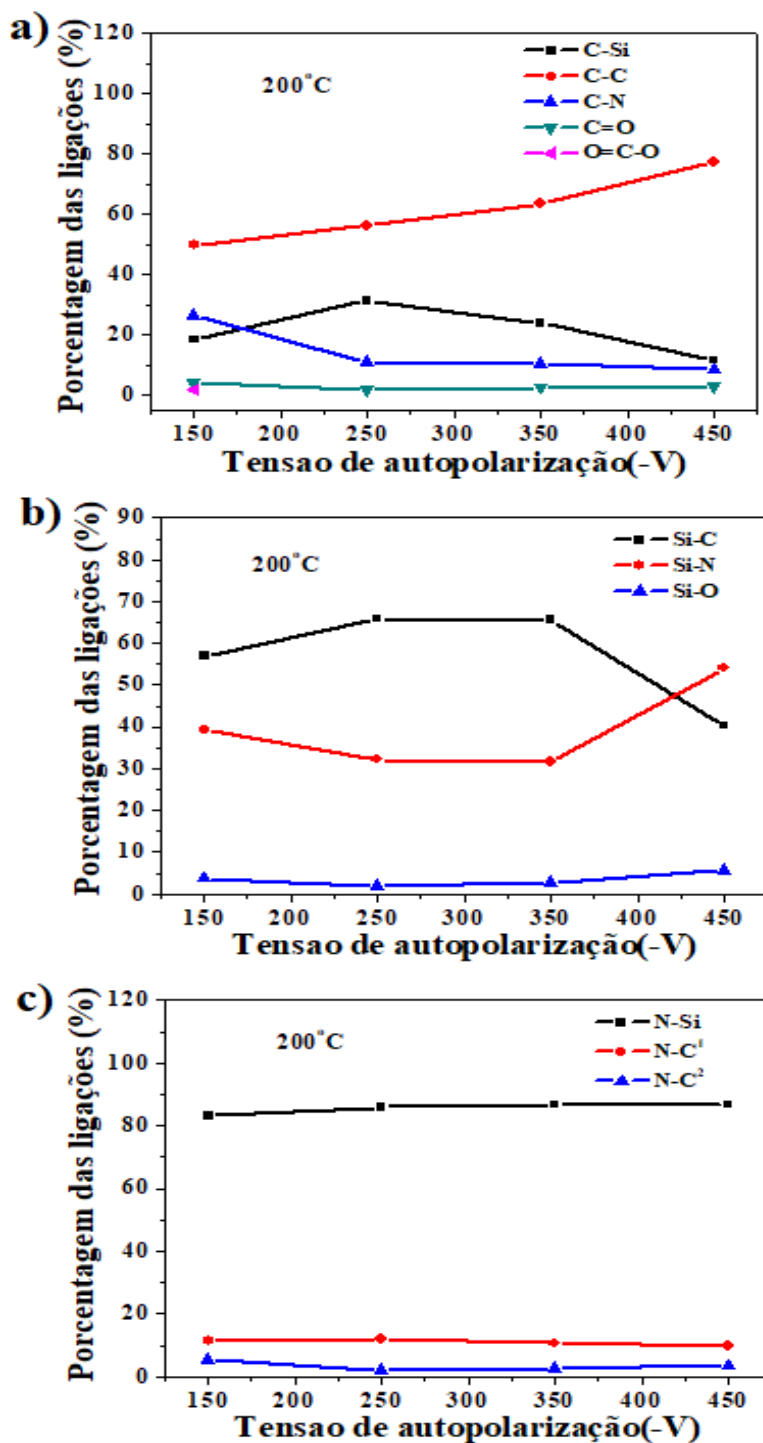 a)
Porcentagem das ligações (%)
120
100
80
60
40
20
0
200°C
C-Si
C-C
C-N
C=O
O=C-O
150 200 250 300 350 400 450
Tensao de autopolarização(-V)
b)
Porcentagem das ligações (%)
90
80
70
60
50
40
30
20
10
0
200°C
Si-C
Si-N
Si-O
150 200 250 300 350 400 450
Tensao de autopolarização(-V)
c)
Porcentagem das ligações (%)
120
100
80
60
40
20
0
200°C
N-Si
N-C¹
N-C²
150 200 250 300 350 400 450
Tensao de autopolarização(-V)